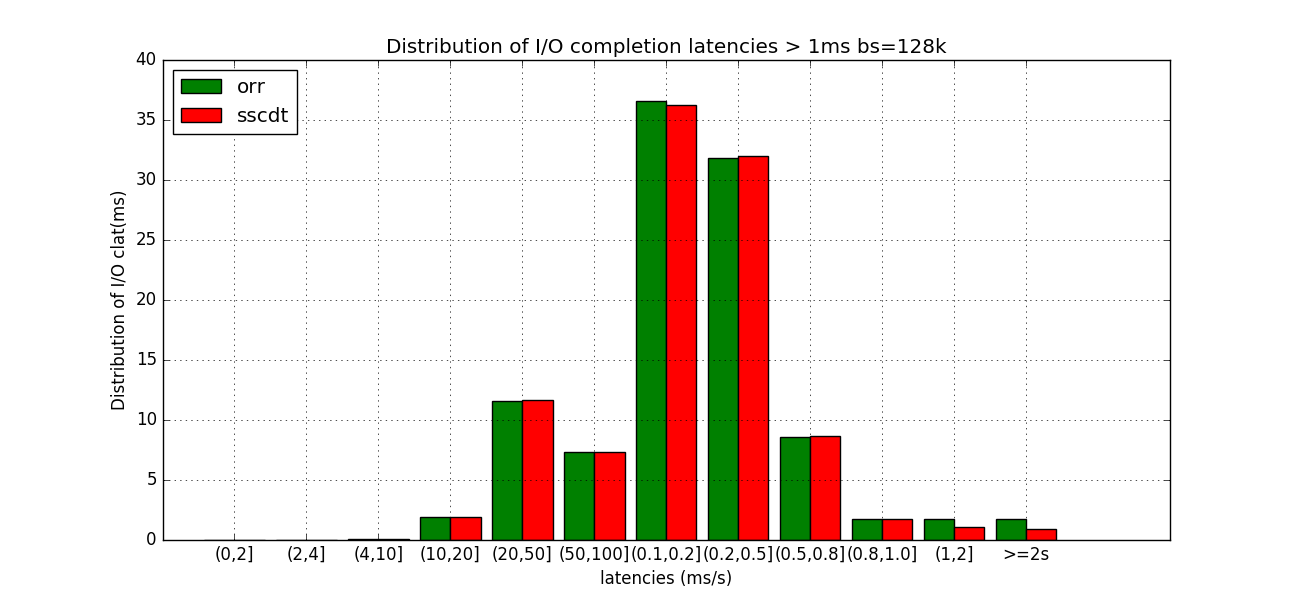 Distribution of I/O completion latencies > 1ms bs=128k
orr
sscdt
Distribution of I/O clat(ms)
40
35
30
25
20
15
10
5
0
(0,2] (2,4] (4,10] (10,20] (20,50] (50,100] (0.1,0.2] (0.2,0.5] (0.5,0.8] (0.8,1.0] (1,2] >=2s
latencies (ms/s)